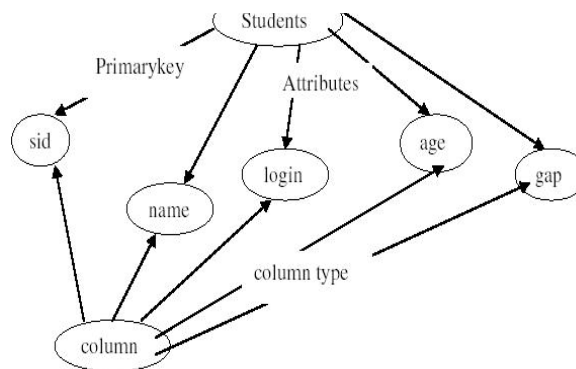 Students
Primarykey
Attributes
sid
age
login
gap
name
column type
column